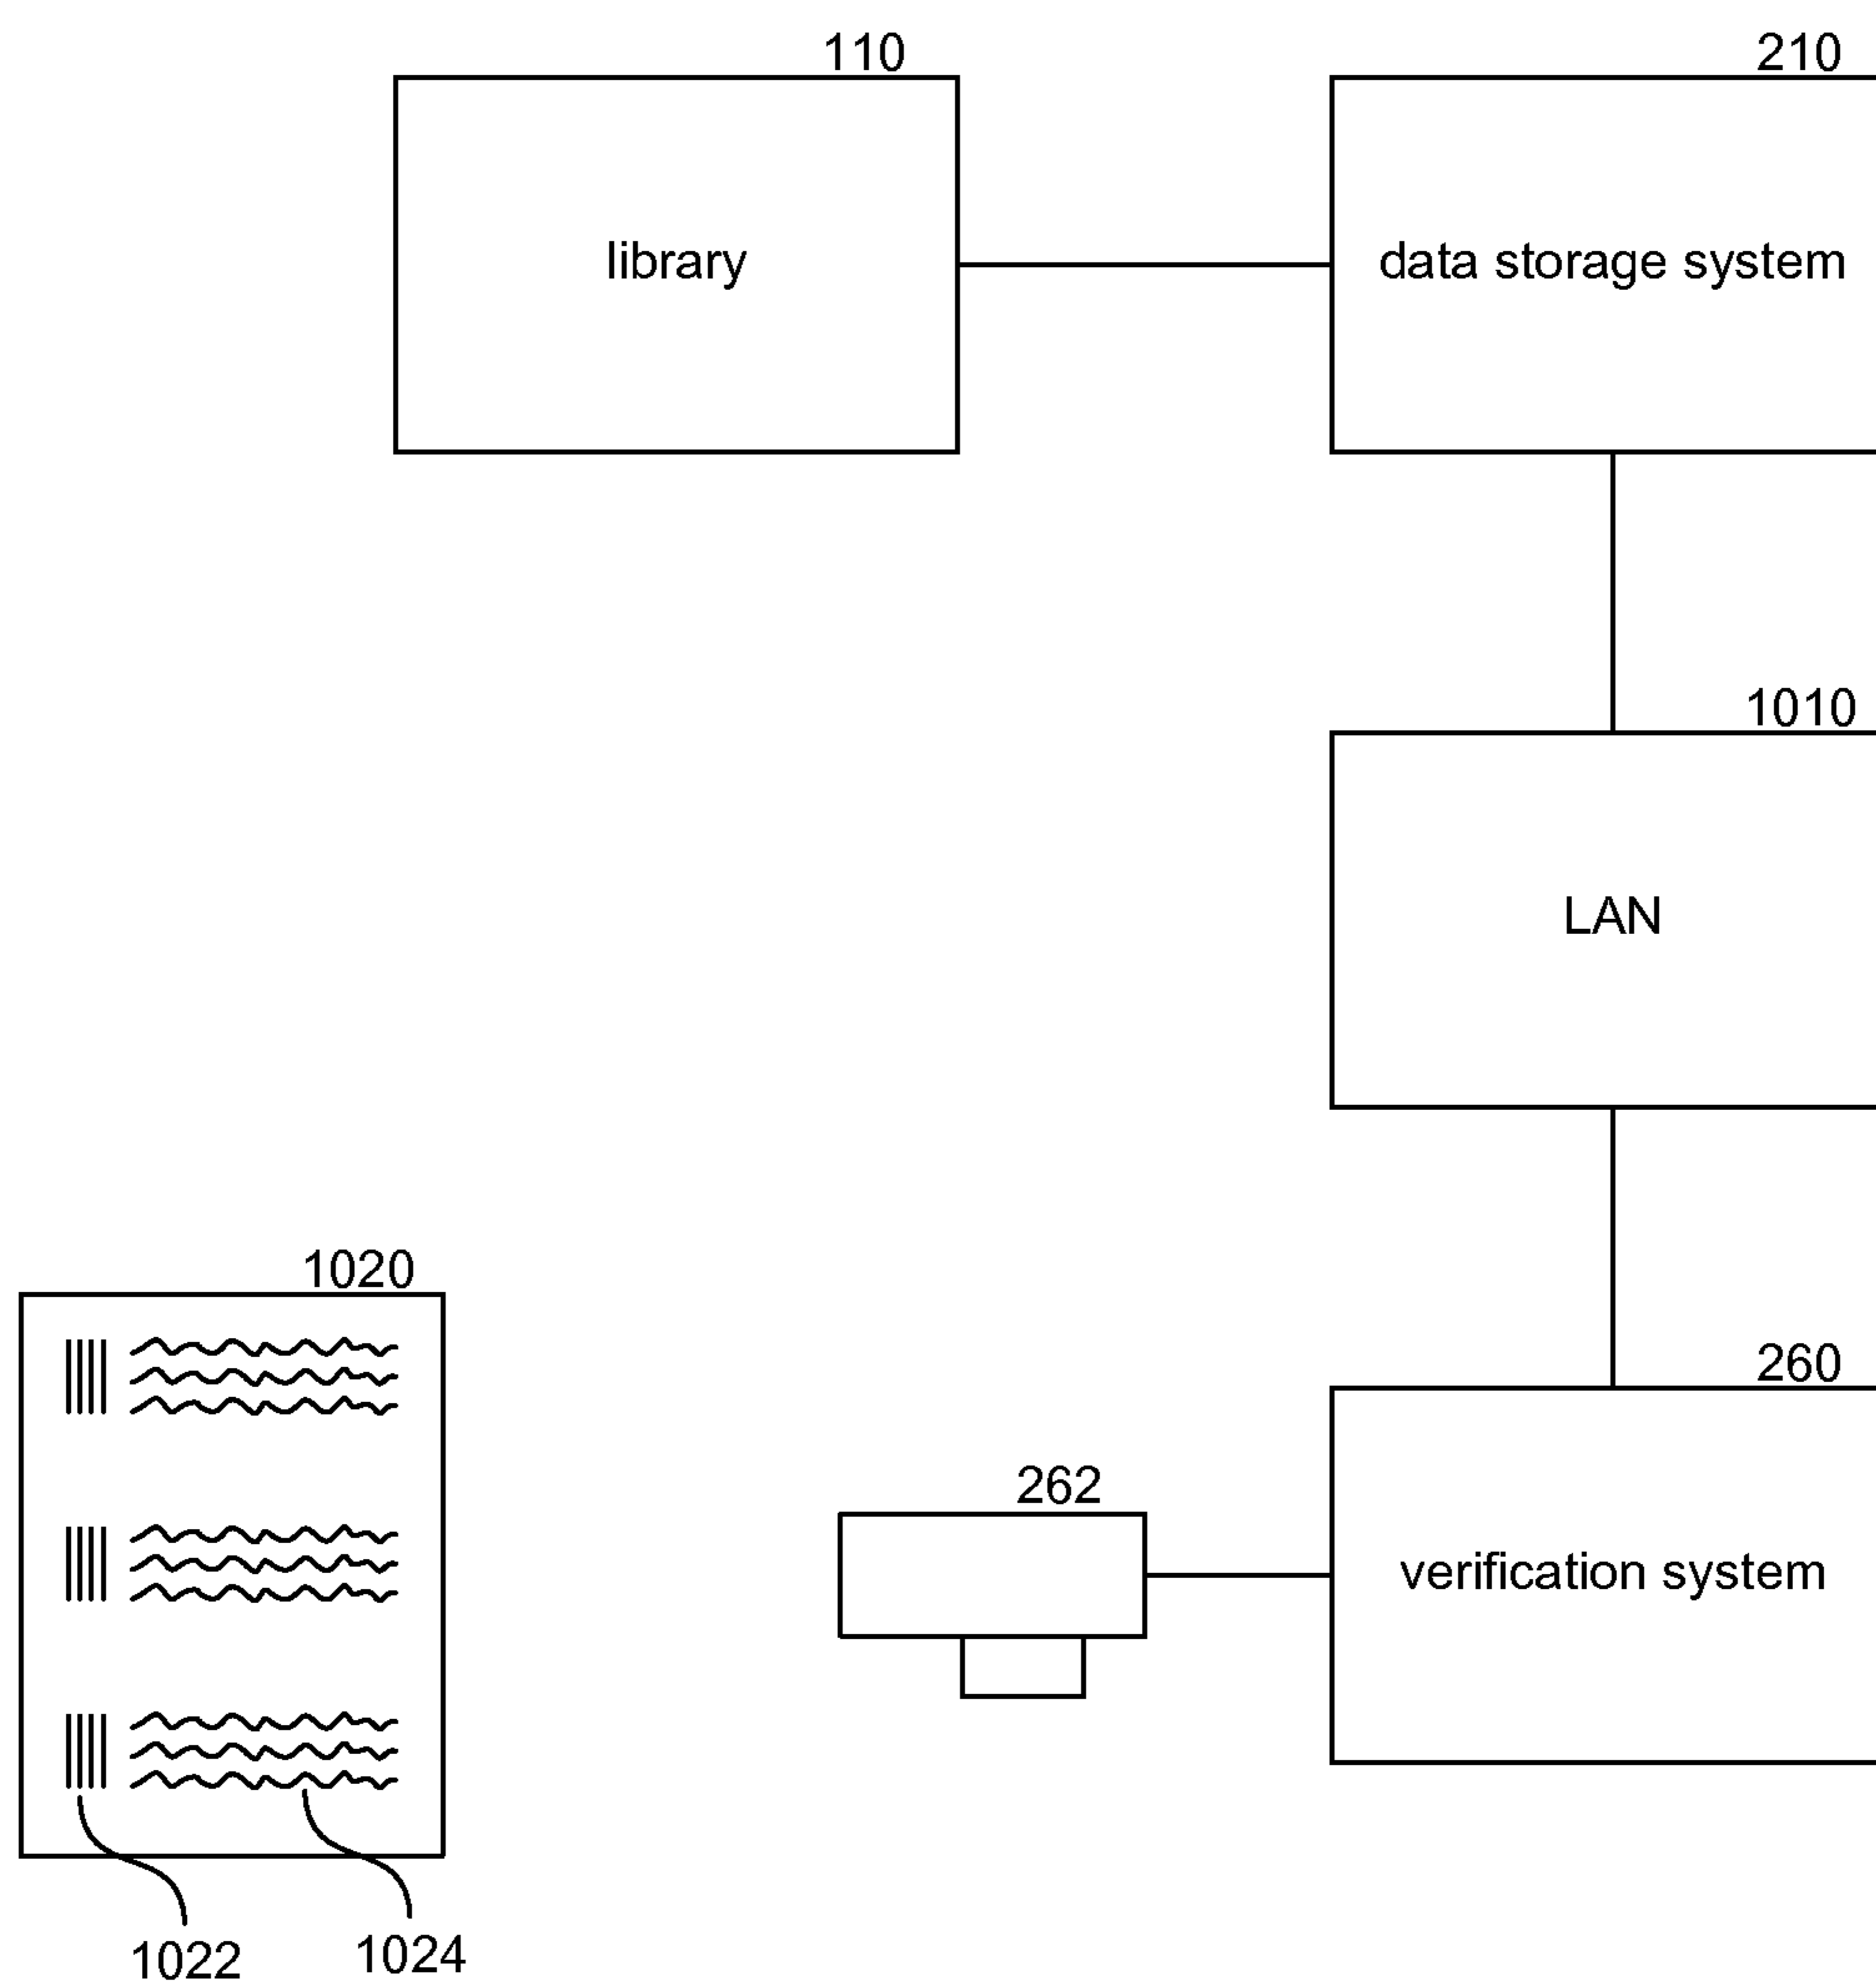 110
210
library
data storage system
1010
LAN
1020
260
262
verification system
1022
1024